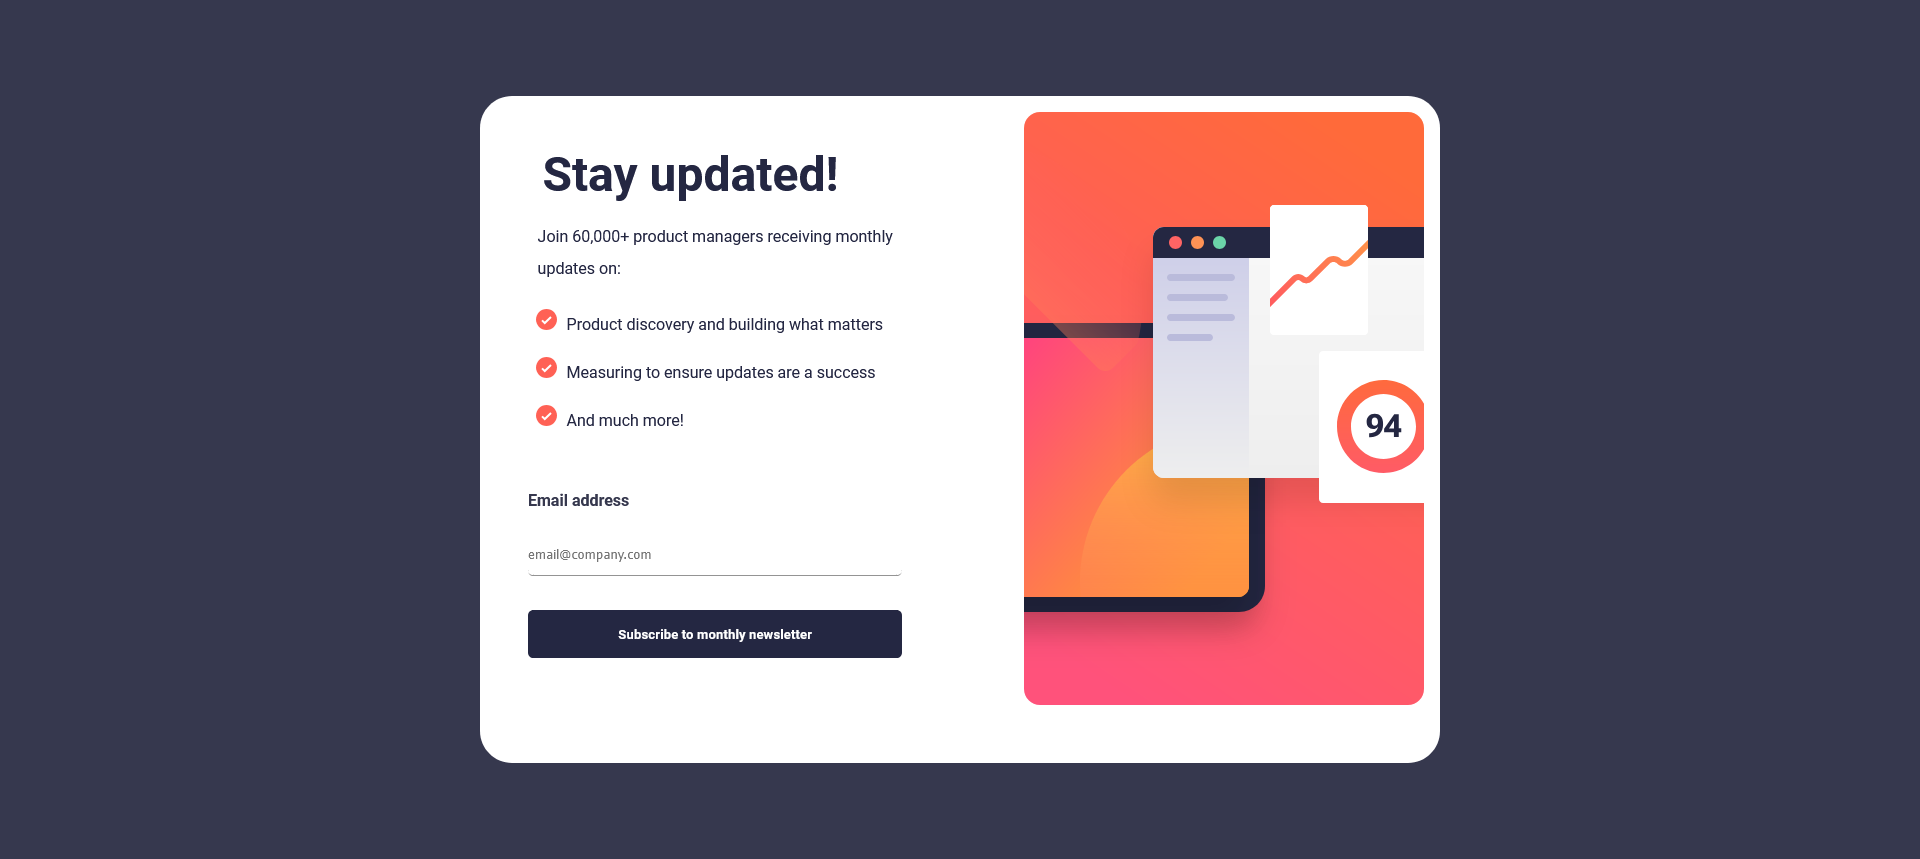 Stay updated!
Join 60,000+ product managers receiving monthly
updates on:
Product discovery and building what matters
Measuring to ensure updates are a success
And much more!
Email address
email@company.com
Subscribe to monthly newsletter
94